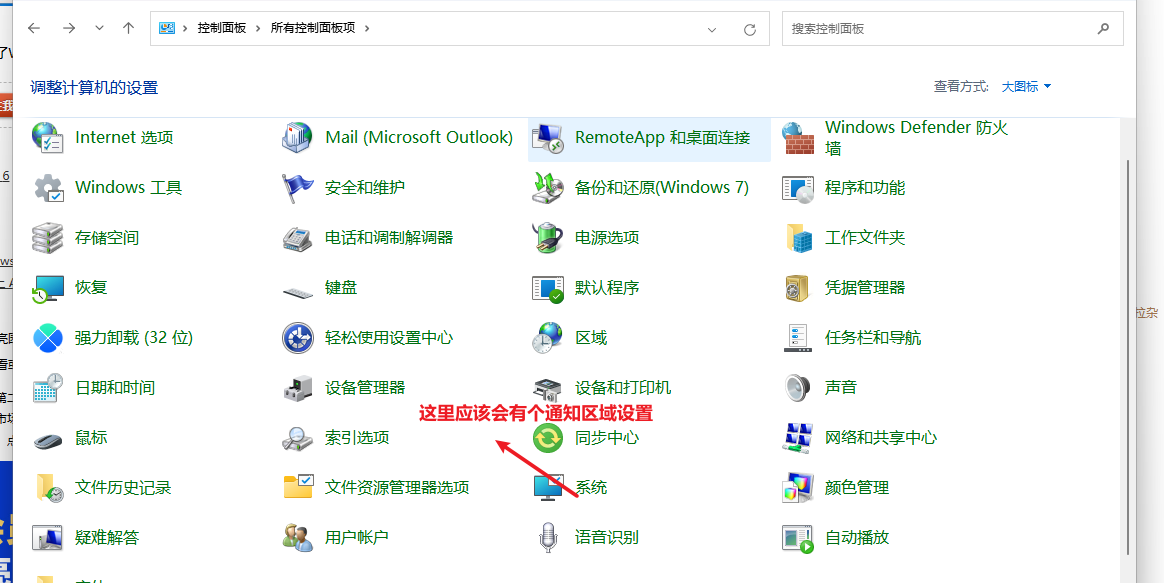 控制面板 所有控制面板项
搜索控制面板
调整计算机的设置
查看方式: 大图标
Internet 选项
Mail (Microsoft Outlook)
RemoteApp 和桌面连接
Windows Defender 防火
墙
Windows 工具
安全和维护
备份和还原(Windows 7)
程序和功能
存储空间
电话和调制解调器
电源选项
工作文件夹
恢复
键盘
默认程序
凭据管理器
强力卸载 (32 位)
轻松使用设置中心
区域
任务栏和导航
日期和时间
设备管理器
设备和打印机
声音
这里应该会有个通知区域设置
鼠标
索引选项
同步中心
网络和共享中心
文件历史记录
文件资源管理器选项
系统
颜色管理
疑难解答
用户帐户
语音识别
自动播放
拉杂